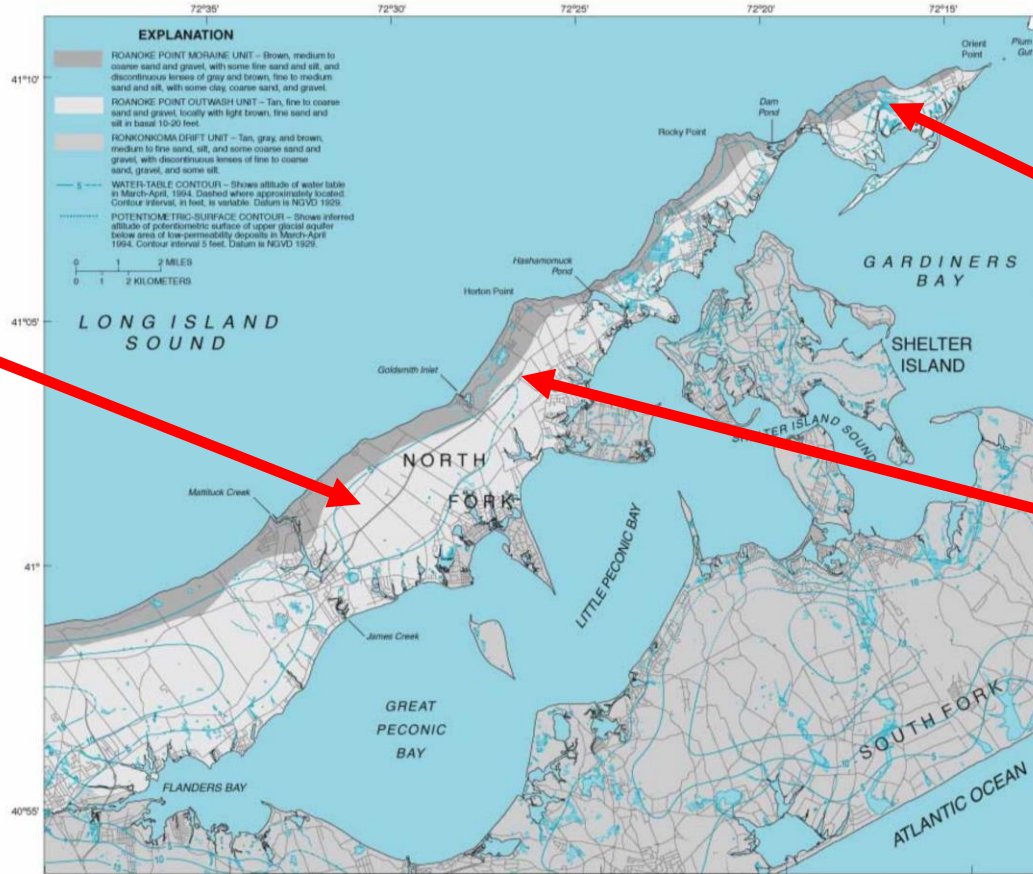 72°35'
72°30'
72°25'
72°20'
72°15'
EXPLANATION
ROANOKE POINT MORAINE UNIT – Brown, medium to
coarse sand and gravel, with some fine sand and silt, and
discontinuous lenses of gray and brown, fine to medium
sand and silt, with some clay, coarse sand, and gravel.
ROANOKE POINT OUTWASH UNIT – Tan, fine to coarse
sand and gravel, locally with light brown, fine sand and
silt in basal 10-20 feet.
RONKONKOMA DRIFT UNIT – Tan, gray, and brown,
medium to fine sand, silt, and some coarse sand and
gravel, with discontinuous lenses of fine to coarse
sand, gravel, and some silt.
5
WATER-TABLE CONTOUR – Shows altitude of water table
in March-April, 1994. Dashed where approximately located.
Contour interval, in feet, is variable. Datum is NGVD 1929.
POTENTIOMETRIC-SURFACE CONTOUR – Shows inferred
altitude of potentiometric surface of upper glacial aquifer
below area of low-permeability deposits in March-April
1994. Contour interval 5 feet. Datum is NGVD 1929.
0 1 2 MILES
0 1 2 KILOMETERS
41°10'
41°05'
41°
40°55'
Orient
Point
Plum
Gut
Dam
Pond
Rocky Point
Hashamomuck
Pond
Horton Point
GARDINERS
BAY
LONG ISLAND
SOUND
SHELTER
ISLAND
Goldsmith Inlet
SHELTER ISLAND SOUND
NORTH
FORK
Mattituck Creek
LITTLE PECONIC BAY
James Creek
GREAT
PECONIC
BAY
SOUTH FORK
FLANDERS BAY
ATLANTIC OCEAN